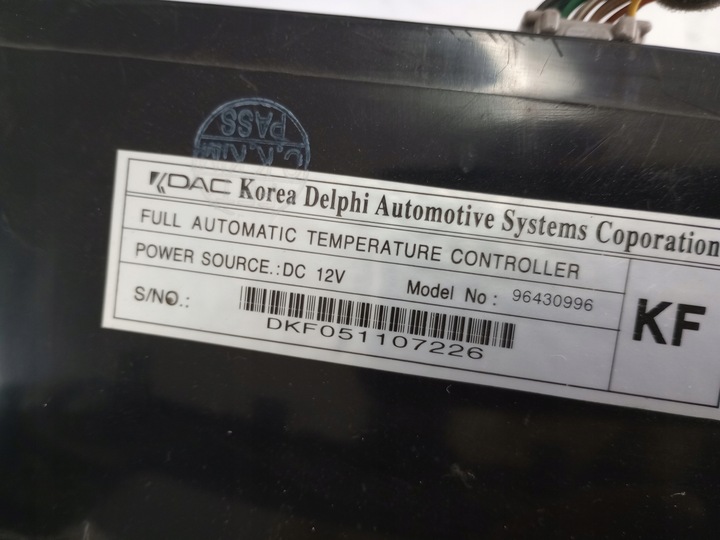 PASS
C.K.KIM
KDAC Korea Delphi Automotive Systems Coporation
FULL AUTOMATIC TEMPERATURE CONTROLLER
POWER SOURCE.:DC 12V Model No : 96430996
KF
S/NO.:
DKF051107226